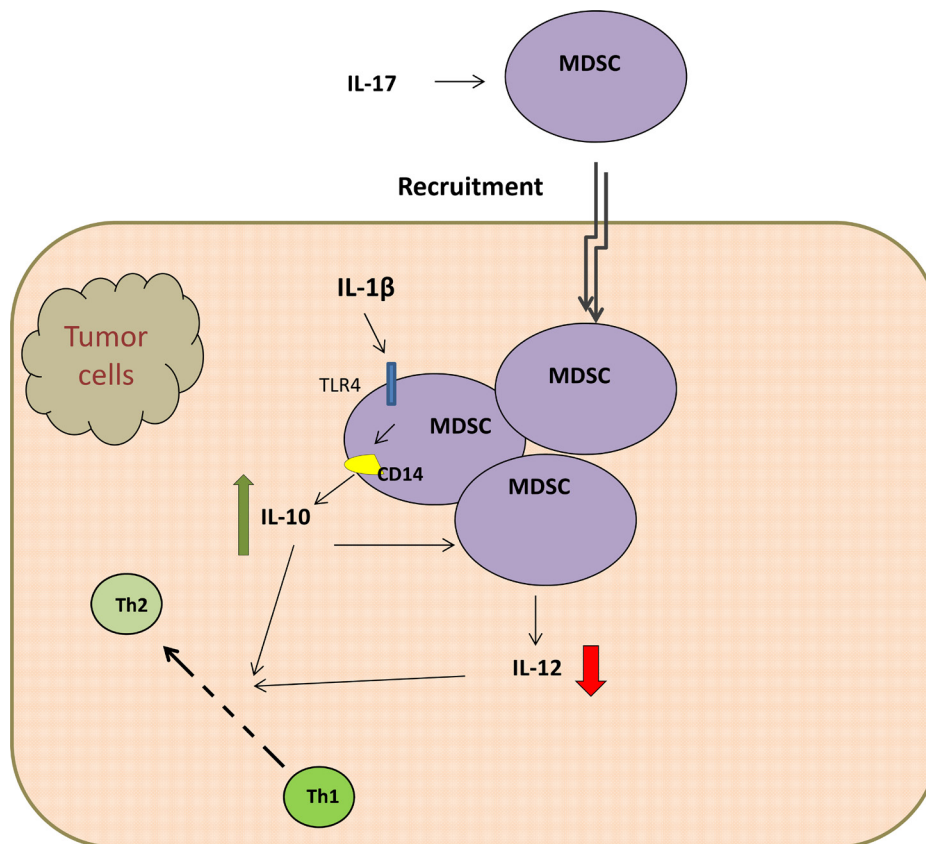 MDSC
IL-17
Recruitment
IL-1β
Tumor
cells
TLR4
MDSC
MDSC
CD14
MDSC
IL-10
Th2
IL-12
Th1